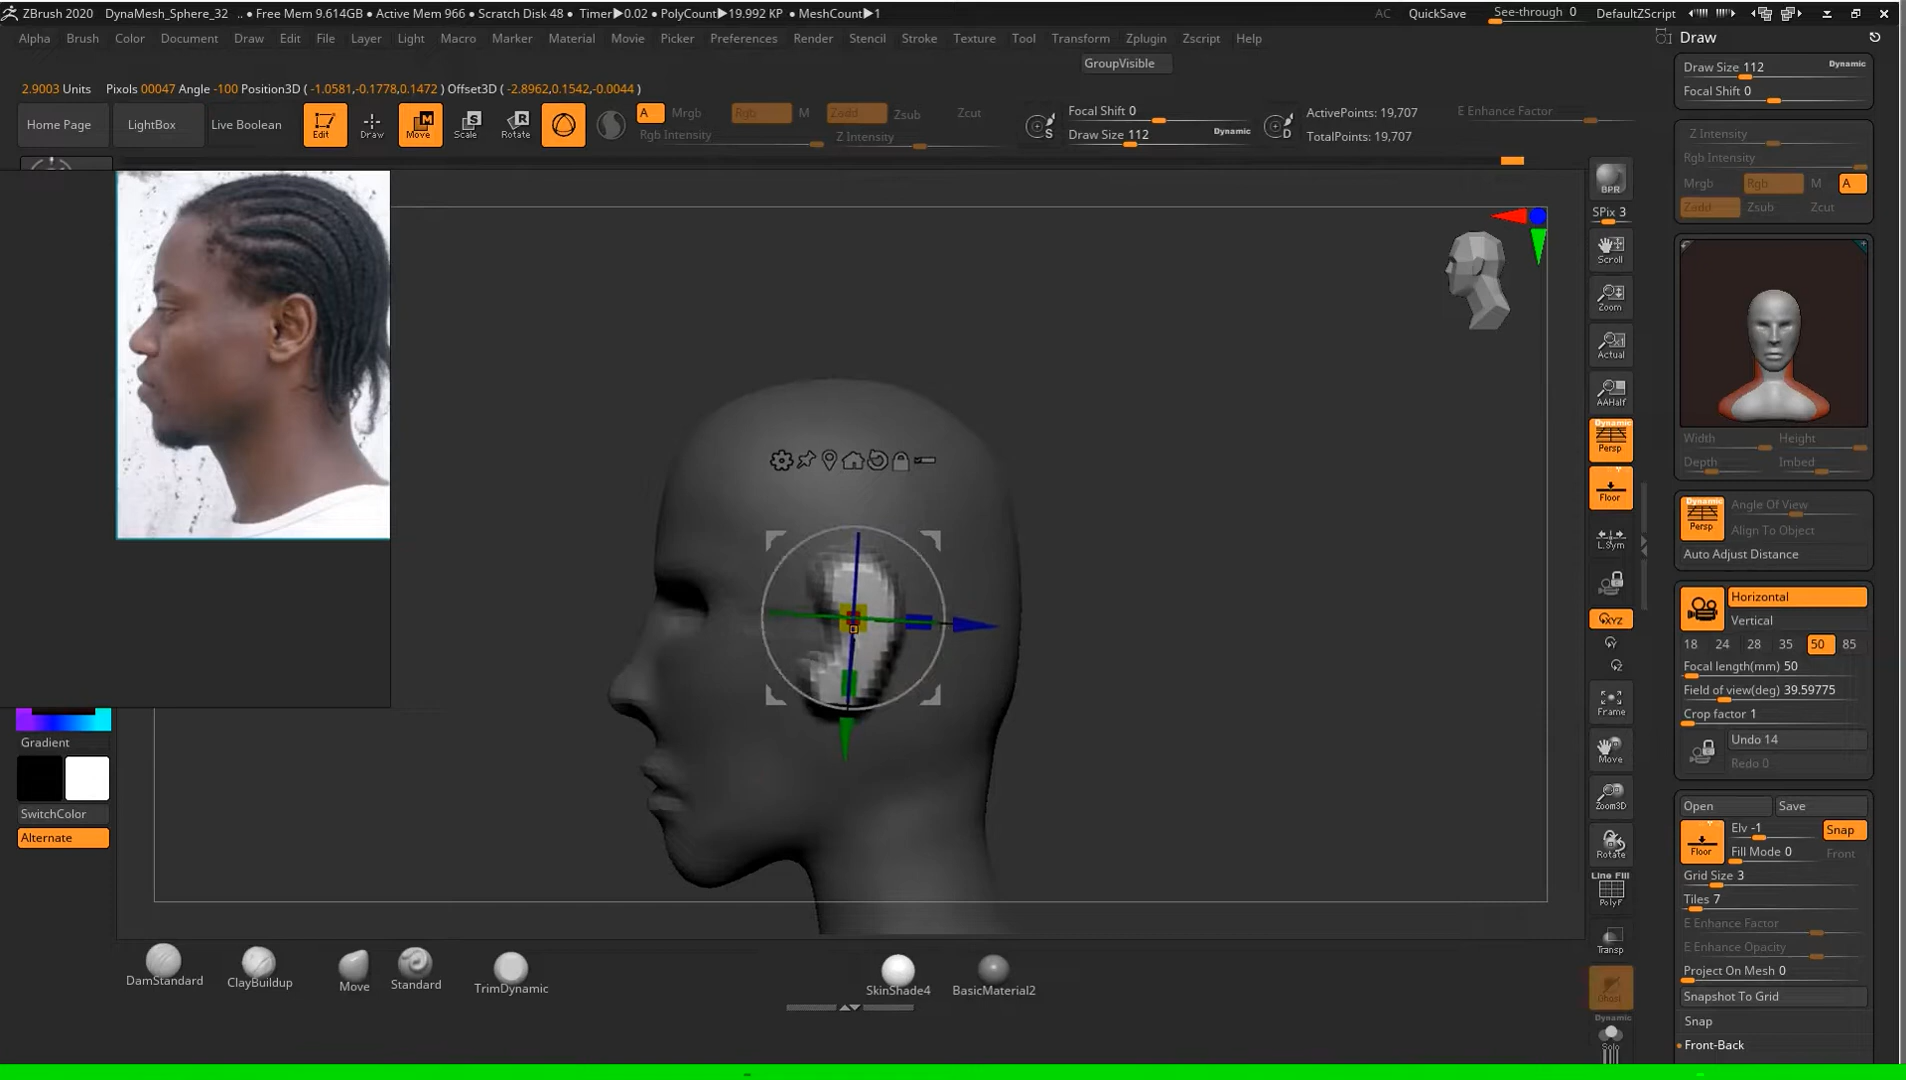 ZBrush 2020 DynaMesh_Sphere_32 .. • Free Mem 9.614GB • Active Mem 966 • Scratch Disk 48 • Timer▶0.02 • PolyCount▶19.992 KP • MeshCount▶1
AC QuickSave See-through 0 DefaultZScript
Alpha Brush Color Document Draw Edit File Layer Light Macro Marker Material Movie Picker Preferences Render Stencil Stroke Texture Tool Transform Zplugin Zscript Help
GroupVisible
2.9003 Units Pixols 00047 Angle -100 Position3D ( -1.0581,-0.1778,0.1472 ) Offset3D ( -2.8962,0.1542,-0.0044 )
Home Page LightBox Live Boolean
Edit Draw Move Scale Rotate
M S R
A Mrgb Rgb M Zadd Zsub Zcut
Rgb Intensity Z Intensity
S Focal Shift 0
Draw Size 112 Dynamic
D ActivePoints: 19,707
TotalPoints: 19,707
E Enhance Factor
Gradient
SwitchColor
Alternate
DamStandard ClayBuildup Move Standard TrimDynamic SkinShade4 BasicMaterial2
BPR
SPix 3
Scroll
Zoom
Actual
AAHalf
Dynamic
Persp
Floor
L.Sym
XYZ
Y
Z
Frame
Move
Zoom3D
Rotate
Line Fill
PolyF
Transp
Ghost
Dynamic
Solo
Draw
Draw Size 112 Dynamic
Focal Shift 0
Z Intensity
Rgb Intensity
Mrgb Rgb M A
Zadd Zsub Zcut
Width Height
Depth Imbed
Dynamic
Persp
Angle Of View
Align To Object
Auto Adjust Distance
Horizontal
Vertical
18 24 28 35 50 85
Focal length(mm) 50
Field of view(deg) 39.59775
Crop factor 1
Undo 14
Redo 0
Open Save
Floor
Elv -1 Snap
Fill Mode 0 Front
Grid Size 3
Tiles 7
E Enhance Factor
E Enhance Opacity
Project On Mesh 0
Snapshot To Grid
Snap
Front-Back